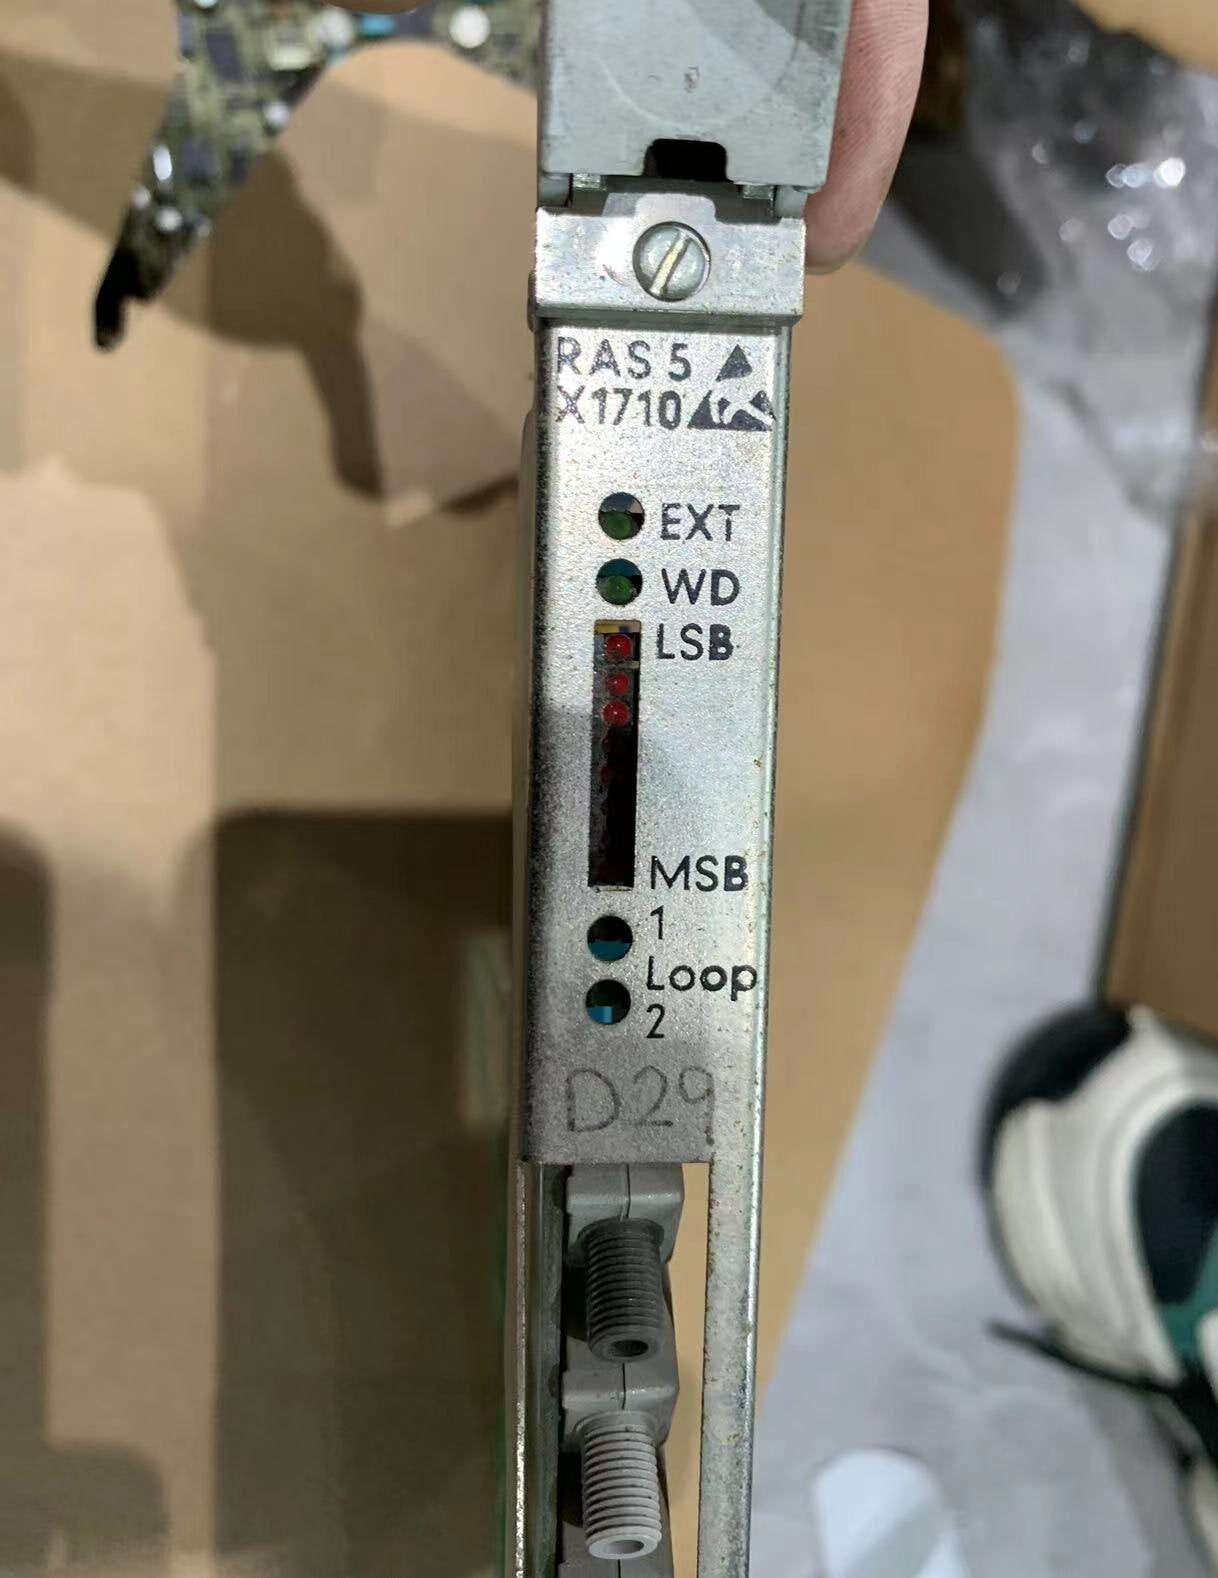 RAS 5
X1710
EXT
WD
LSB
MSB
1
Loop
2
D29